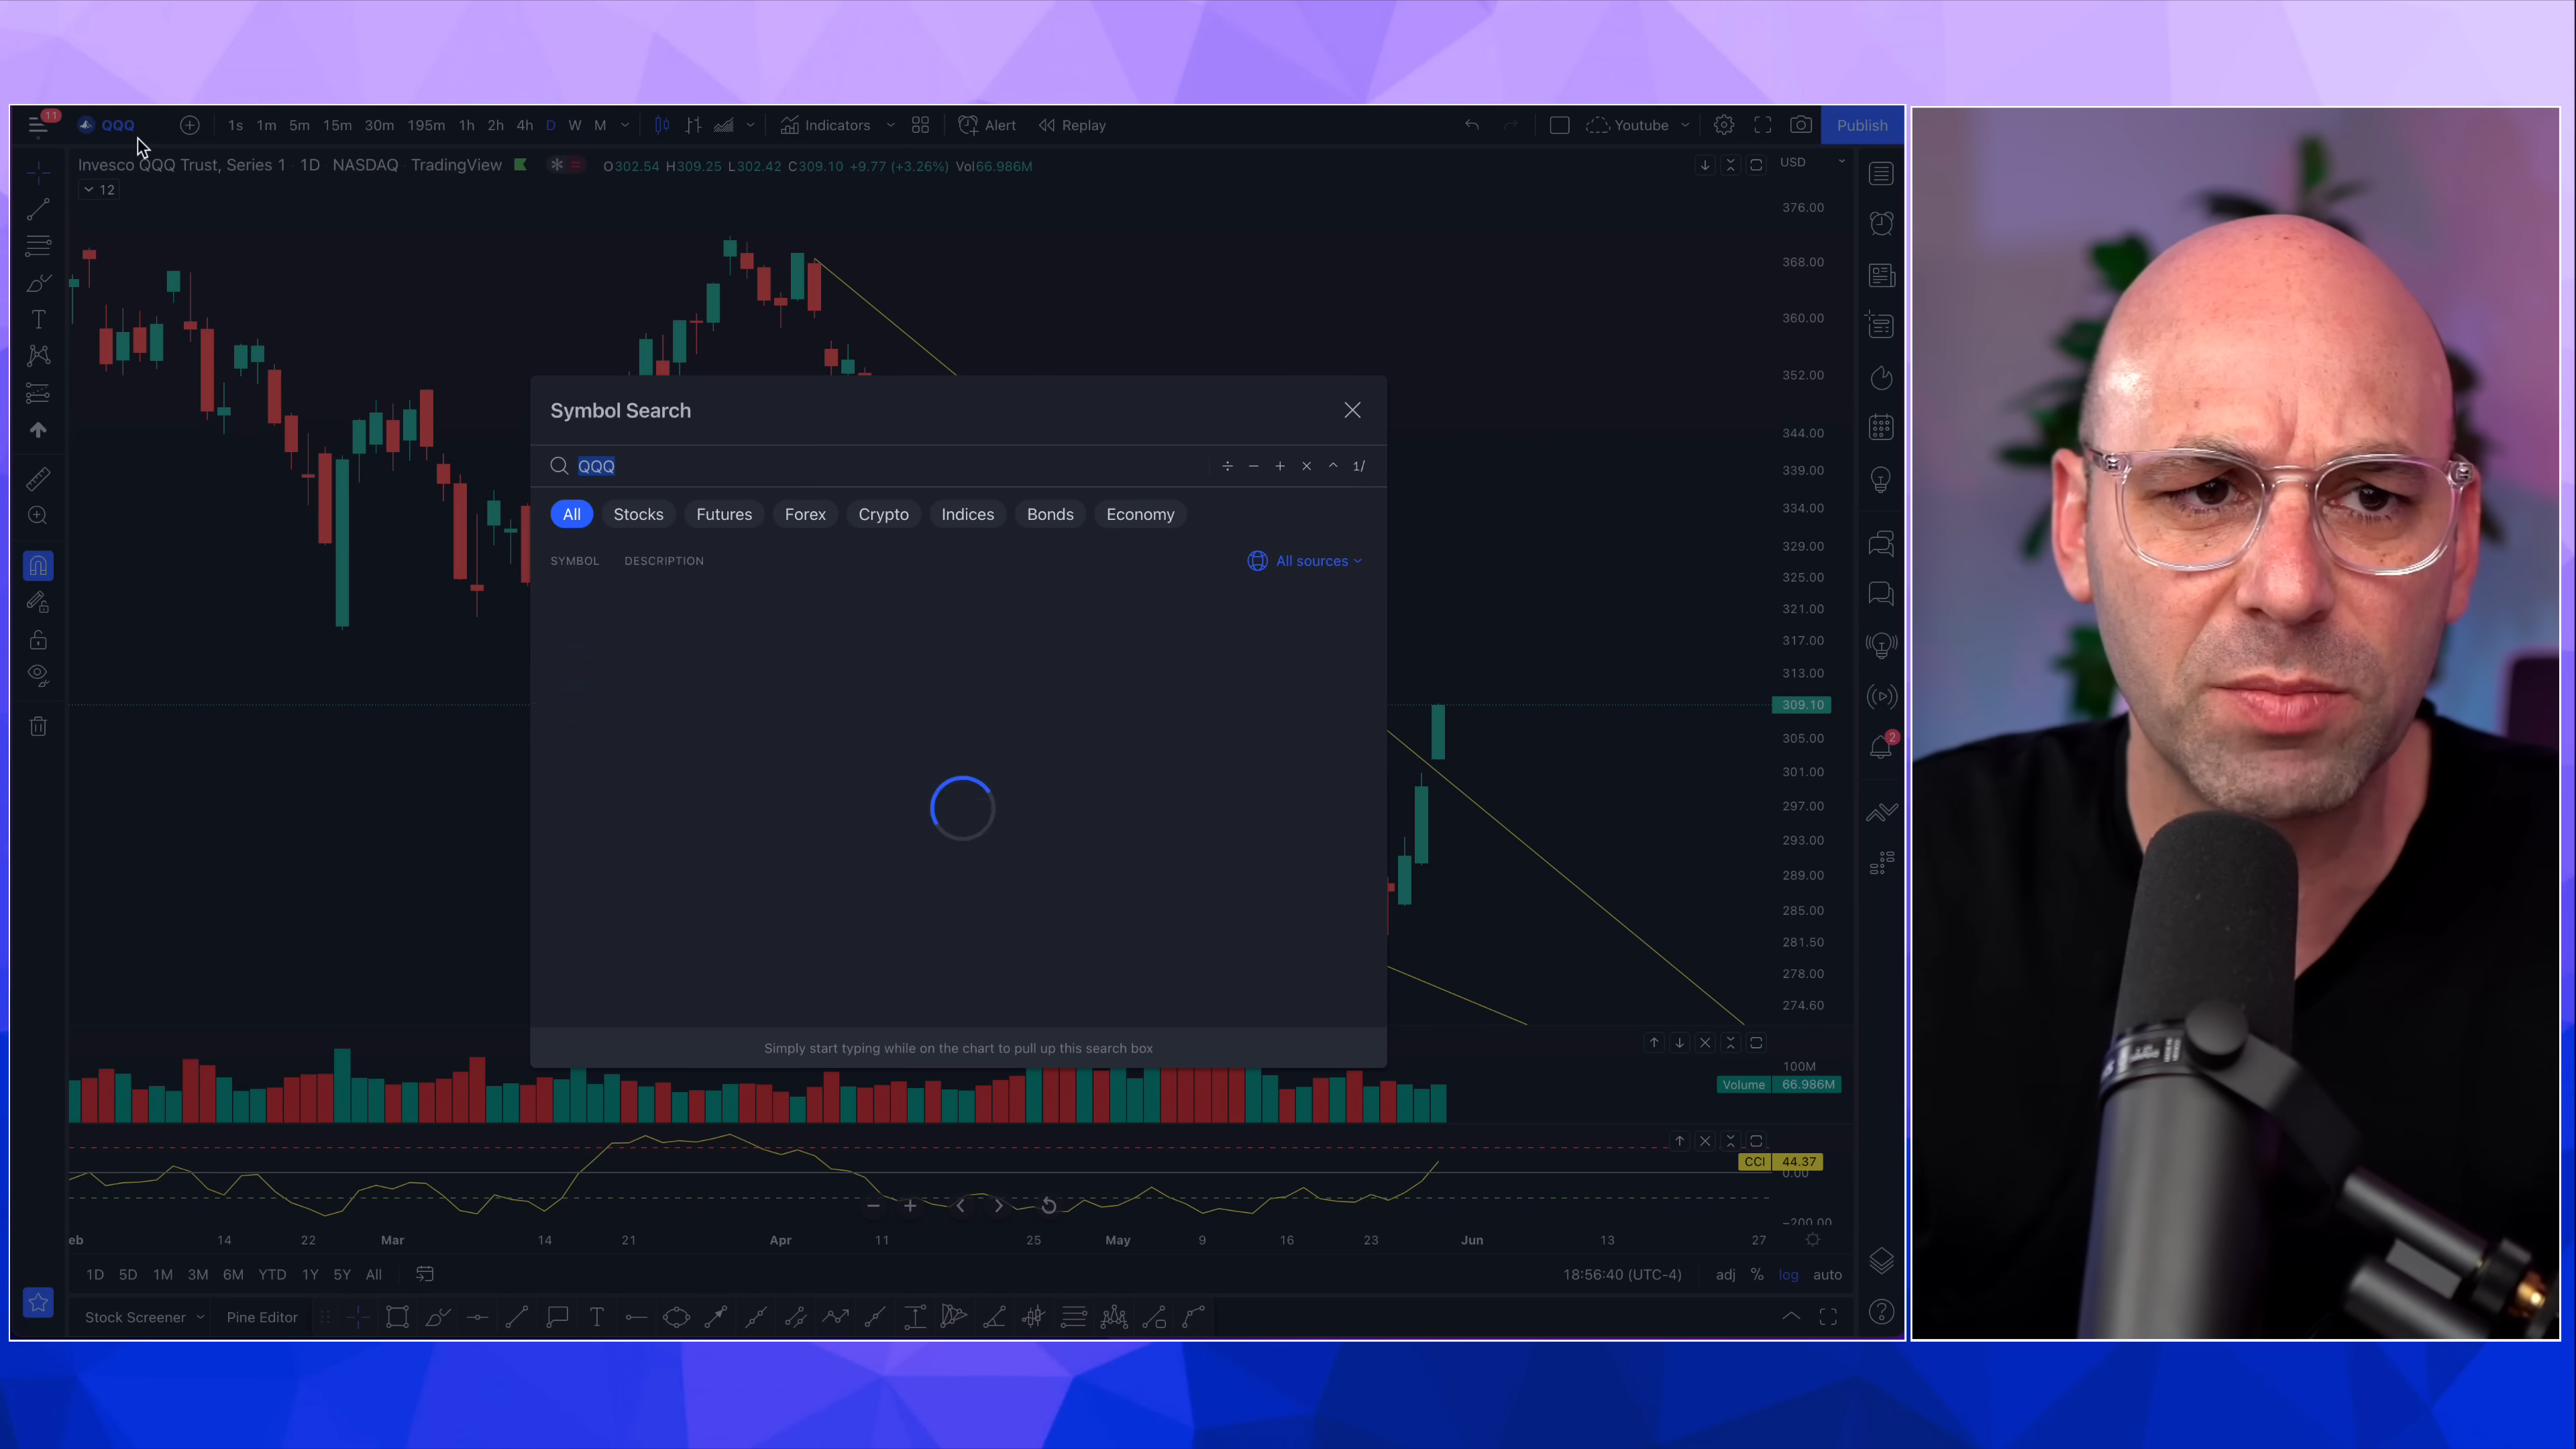 11
QQQ 1s 1m 5m 15m 30m 195m 1h 2h 4h D W M Indicators Alert Replay Youtube Publish
Invesco QQQ Trust, Series 1 · 1D NASDAQ TradingView O302.54 H309.25 L302.42 C309.10 +9.77 (+3.26%) Vol66.986M USD
12
376.00
368.00
360.00
352.00
344.00
339.00
334.00
329.00
325.00
321.00
317.00
313.00
309.10
305.00
301.00
297.00
293.00
289.00
285.00
281.50
278.00
274.60
Symbol Search
QQQ ÷ − + × ^ 1/
All Stocks Futures Forex Crypto Indices Bonds Economy
SYMBOL DESCRIPTION All sources
Simply start typing while on the chart to pull up this search box
2
100M
Volume 66.986M
CCI 44.37
0.00
−200.00
eb 14 22 Mar 14 21 Apr 11 25 May 9 16 23 Jun 13 27
1D 5D 1M 3M 6M YTD 1Y 5Y All 18:56:40 (UTC-4) adj % log auto
Stock Screener Pine Editor